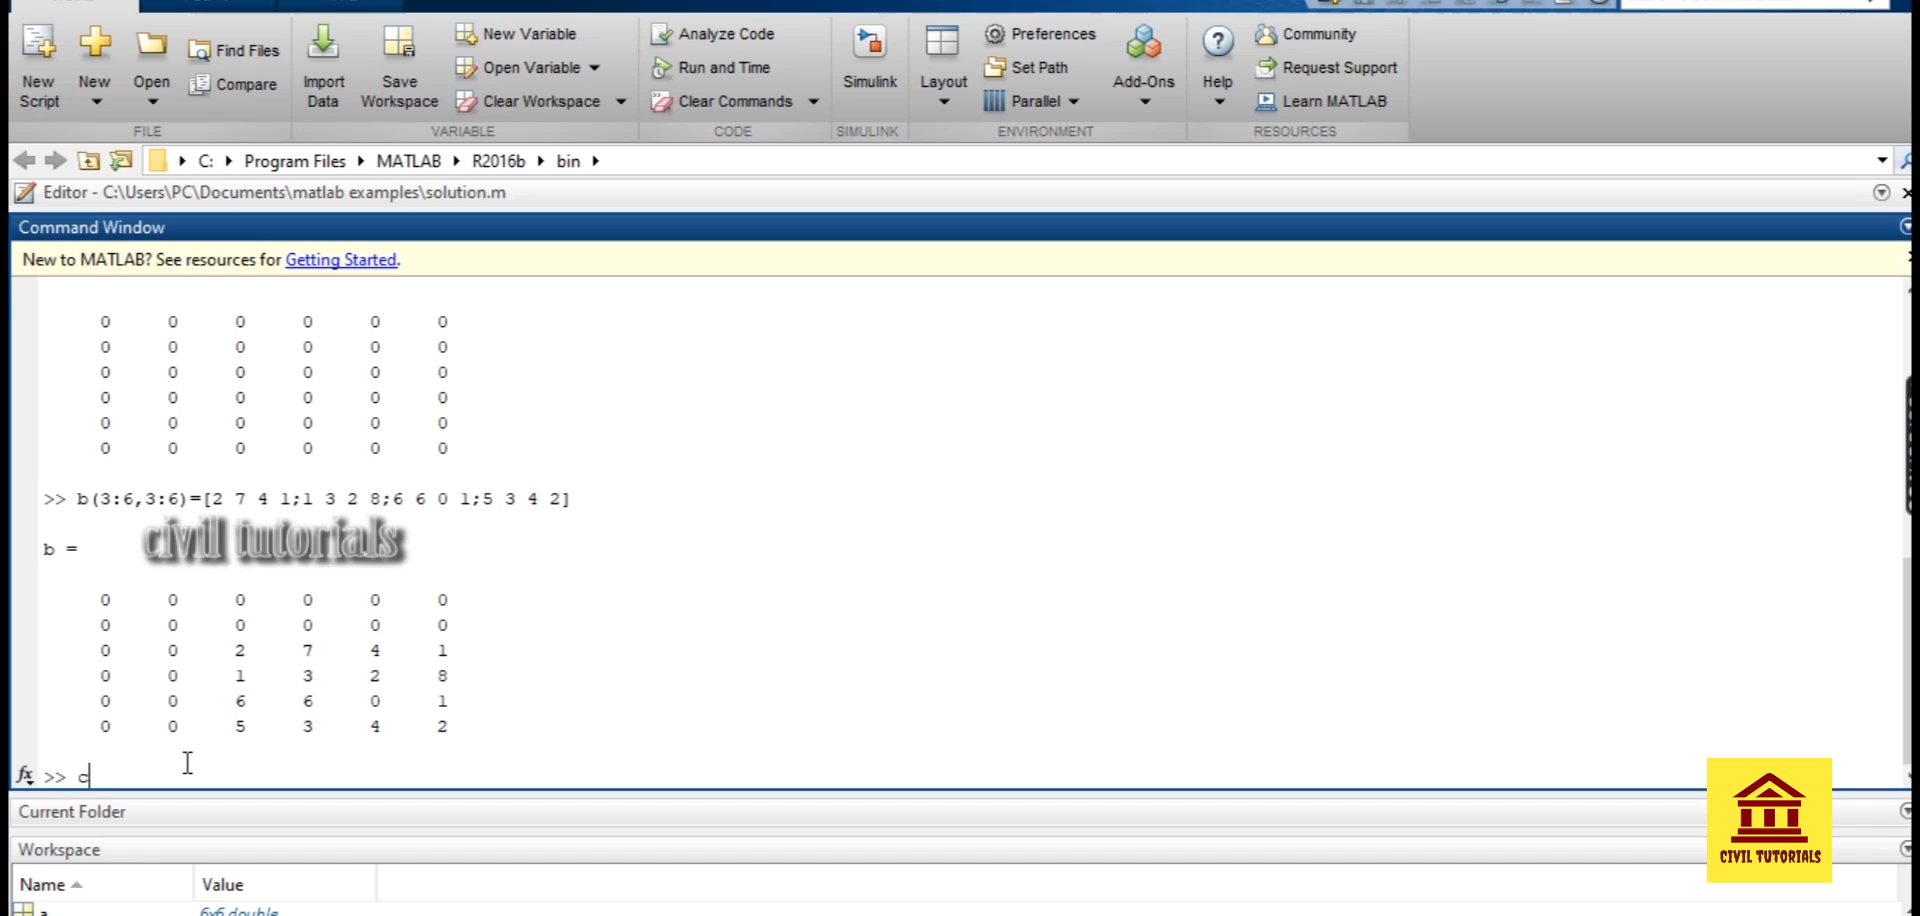 New Script
New
Open
Find Files
Compare
Import Data
Save Workspace
New Variable
Open Variable
Clear Workspace
Analyze Code
Run and Time
Clear Commands
Simulink
Layout
Preferences
Set Path
Parallel
Add-Ons
Help
Community
Request Support
Learn MATLAB
FILE VARIABLE CODE SIMULINK ENVIRONMENT RESOURCES
C: Program Files MATLAB R2016b bin
Editor - C:\Users\PC\Documents\matlab examples\solution.m
Command Window
New to MATLAB? See resources for Getting Started.
0 0 0 0 0 0
0 0 0 0 0 0
0 0 0 0 0 0
0 0 0 0 0 0
0 0 0 0 0 0
0 0 0 0 0 0
>> b(3:6,3:6)=[2 7 4 1;1 3 2 8;6 6 0 1;5 3 4 2]
civil tutorials
b =
0 0 0 0 0 0
0 0 0 0 0 0
0 0 2 7 4 1
0 0 1 3 2 8
0 0 6 6 0 1
0 0 5 3 4 2
fx >> c
Current Folder
Workspace
CIVIL TUTORIALS
Name Value
a 6x6 double